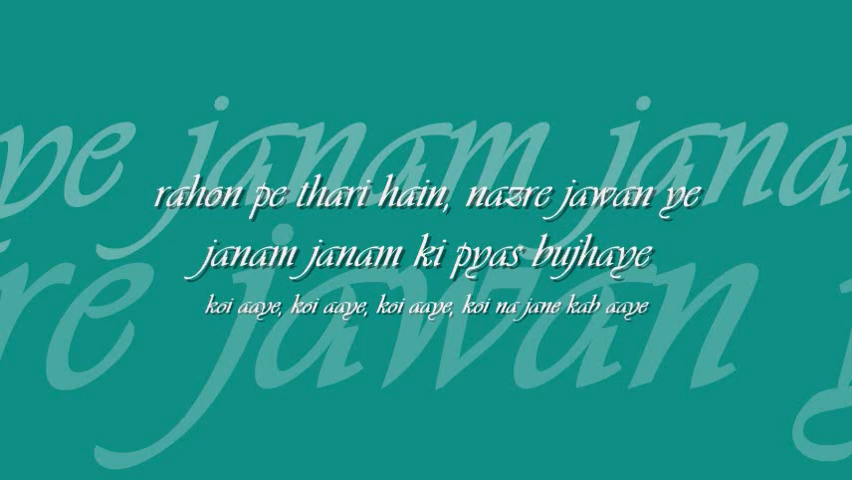 ye janam jana
rahon pe thari hain, nazre jawan ye
janam janam ki pyas bujhaye
re jawan
koi aaye, koi aaye, koi aaye, koi na jane kab aaye